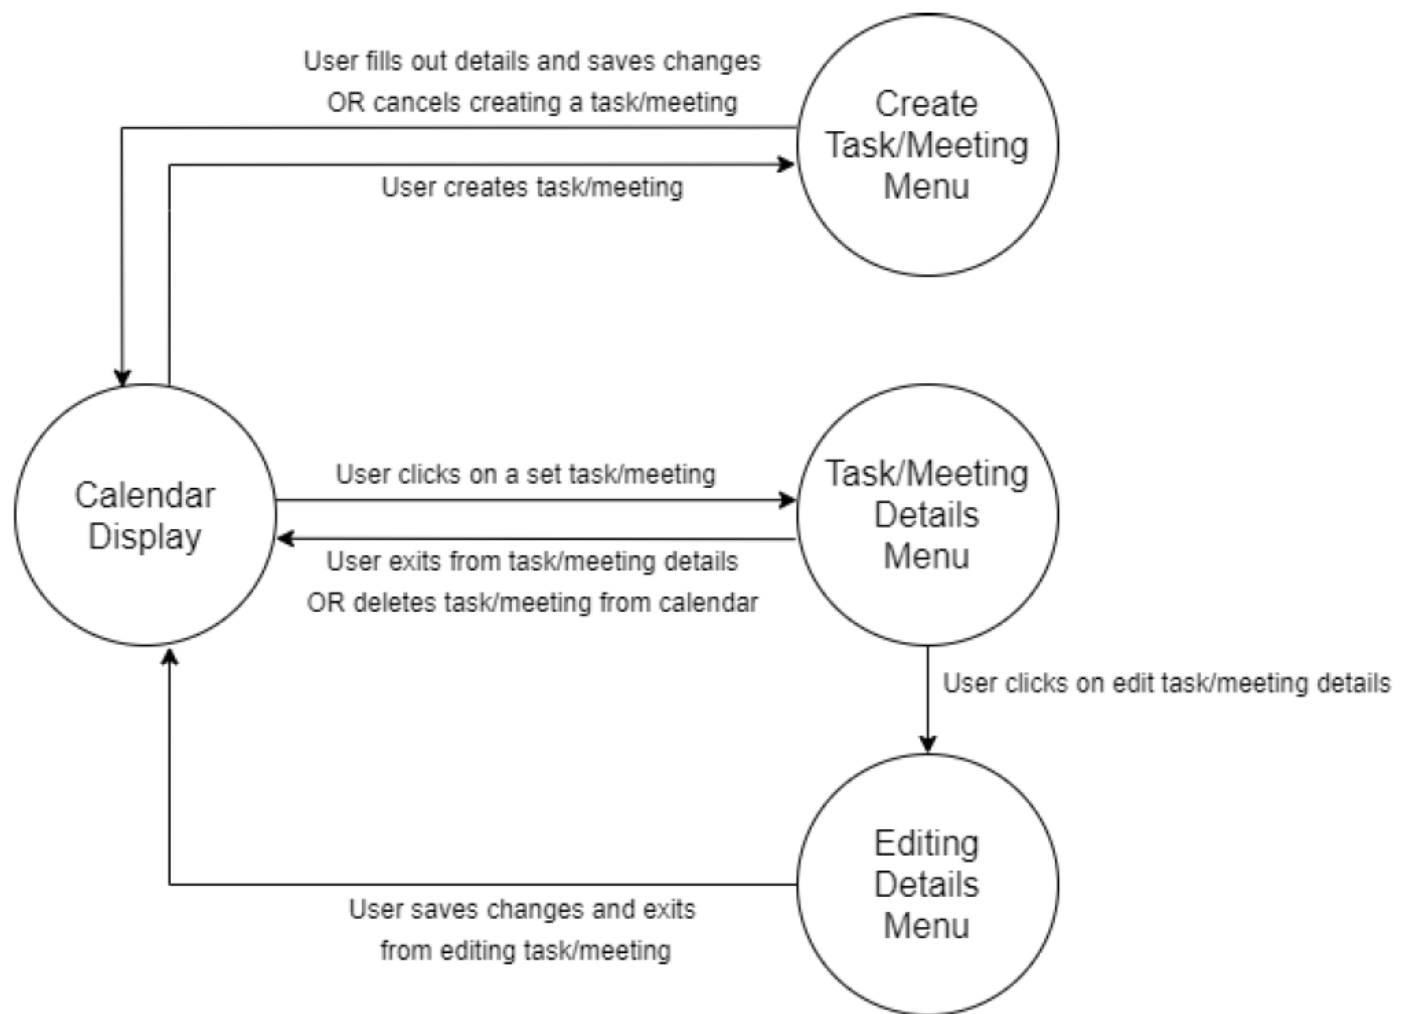 User fills out details and saves changes
OR cancels creating a task/meeting
Create
Task/Meeting
Menu
User creates task/meeting
Calendar
Display
User clicks on a set task/meeting
User exits from task/meeting details
OR deletes task/meeting from calendar
Task/Meeting
Details
Menu
User clicks on edit task/meeting details
Editing
Details
Menu
User saves changes and exits
from editing task/meeting